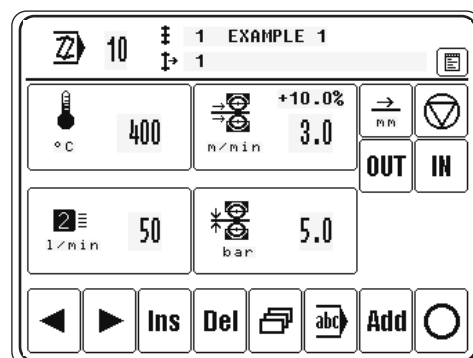 10
1 EXAMPLE 1
1
°C
400
+10.0%
m/min
3.0
mm
OUT
IN
2
l/min
50
bar
5.0
Ins
Del
abc
Add